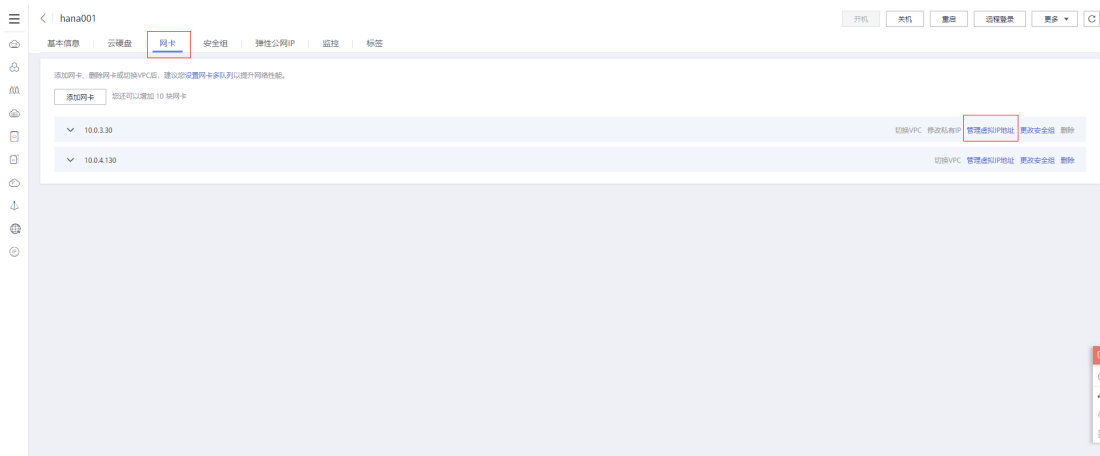 hana001
开机 关机 重启 远程登录 更多
基本信息 云硬盘 网卡 安全组 弹性公网IP 监控 标签
添加网卡、删除网卡或切换VPC后，建议您设置网卡多队列以提升网络性能。
添加网卡 您还可以增加 10 块网卡
10.0.3.30 切换VPC 修改私有IP 管理虚拟IP地址 更改安全组 删除
10.0.4.130 切换VPC 管理虚拟IP地址 更改安全组 删除